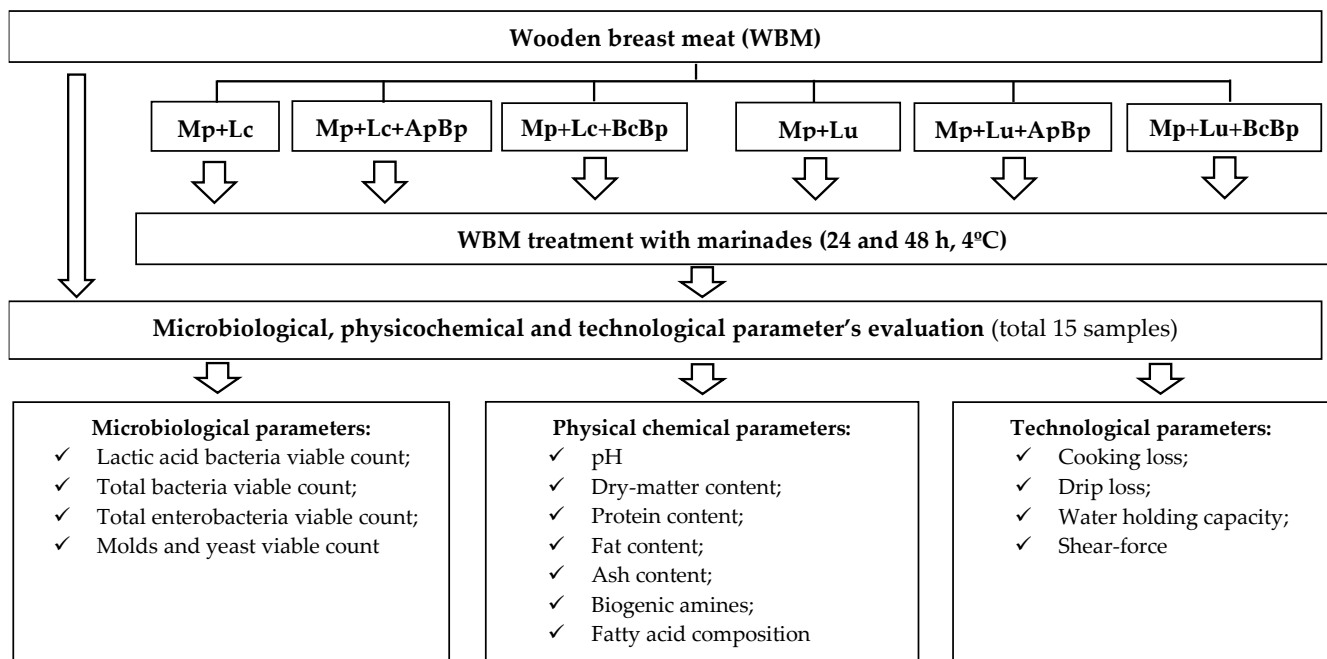 Wooden breast meat (WBM)
Mp+Lc
Mp+Lc+ApBp
Mp+Lc+BcBp
Mp+Lu
Mp+Lu+ApBp
Mp+Lu+BcBp
WBM treatment with marinades (24 and 48 h, 4ºC)
Microbiological, physicochemical and technological parameter's evaluation (total 15 samples)
Microbiological parameters:
✓ Lactic acid bacteria viable count;
✓ Total bacteria viable count;
✓ Total enterobacteria viable count;
✓ Molds and yeast viable count
Physical chemical parameters:
✓ pH
✓ Dry-matter content;
✓ Protein content;
✓ Fat content;
✓ Ash content;
✓ Biogenic amines;
✓ Fatty acid composition
Technological parameters:
✓ Cooking loss;
✓ Drip loss;
✓ Water holding capacity;
✓ Shear-force